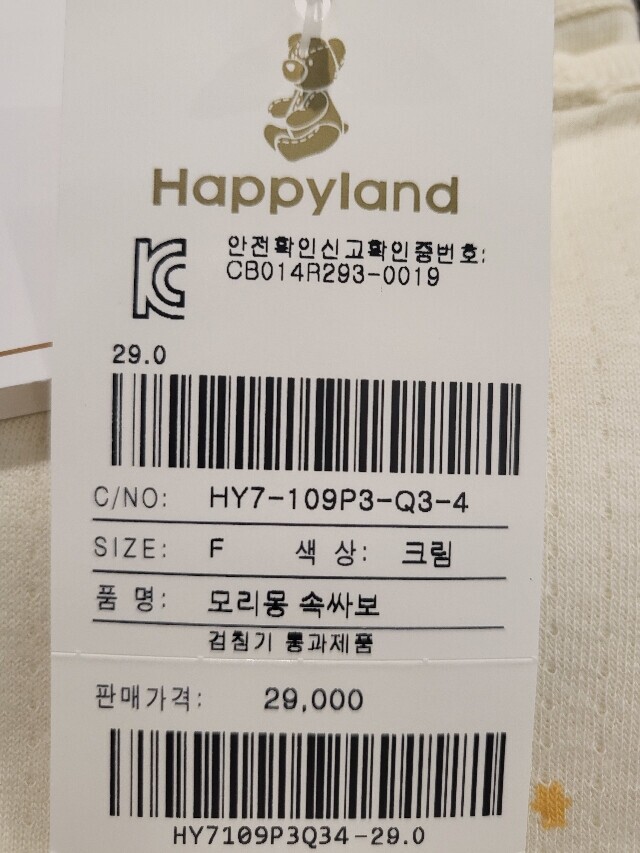 Happyland
안전확인신고확인증번호:
CB014R293-0019
29.0
C/NO: HY7-109P3-Q3-4
SIZE: F 색 상: 크림
품 명: 모리몽 속싸보
검침기 통과제품
판매가격: 29,000
HY7109P3Q34-29.0